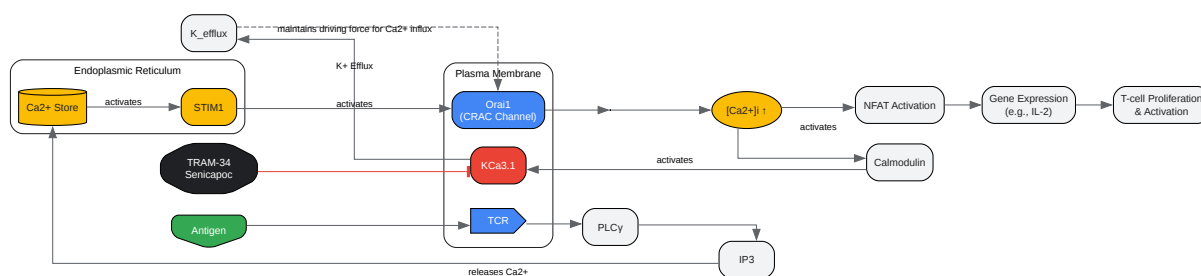 maintains driving force for Ca2+ influx
K_efflux
K+ Efflux
Endoplasmic Reticulum
Plasma Membrane
Ca2+ Store
activates
STIM1
activates
Orai1
(CRAC Channel)
[Ca2+]i ↑
activates
NFAT Activation
Gene Expression
(e.g., IL-2)
T-cell Proliferation
& Activation
TRAM-34
Senicapoc
KCa3.1
activates
Calmodulin
Antigen
TCR
PLCγ
IP3
releases Ca2+